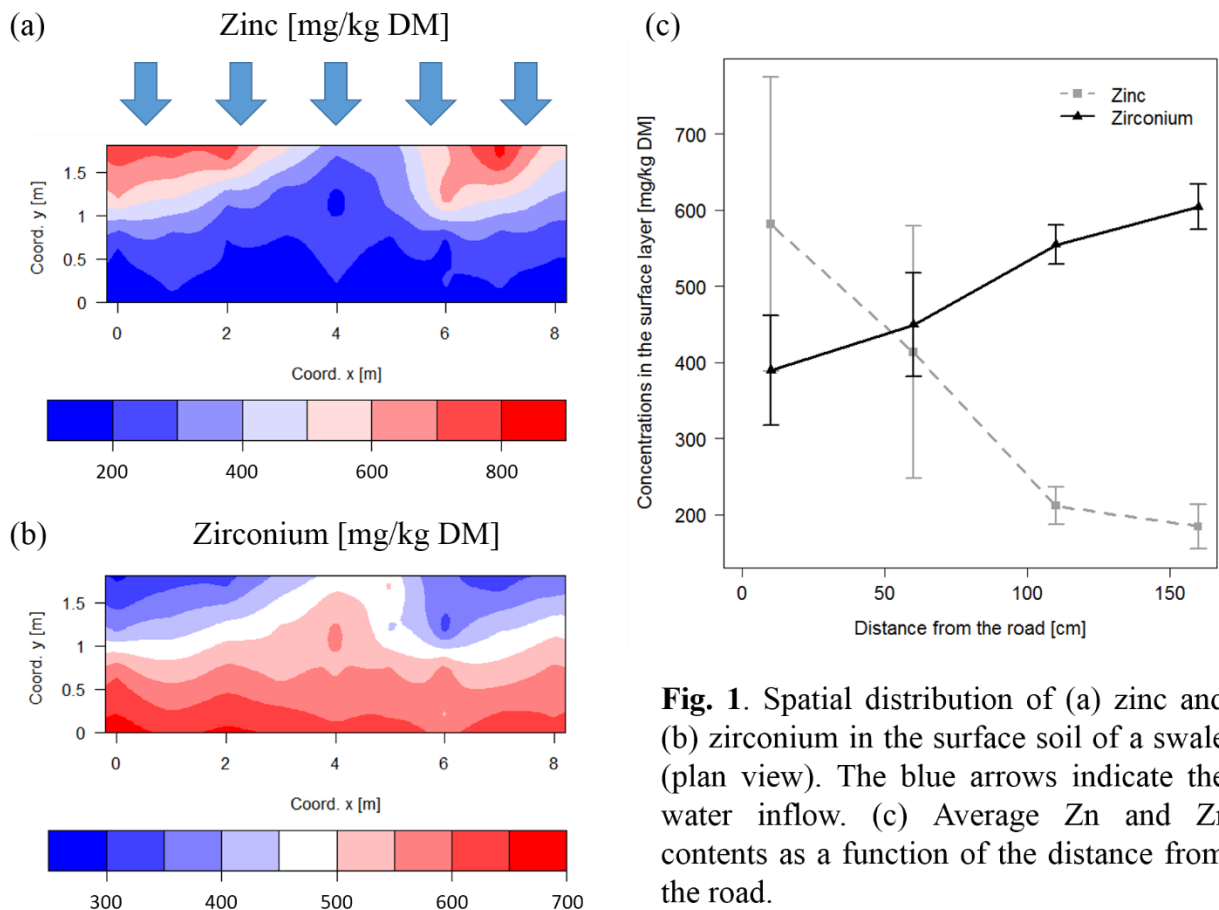 (a)
Zinc [mg/kg DM]
Coord. y [m]
1.5
1
0.5
0
0 2 4 6 8
Coord. x [m]
200 400 600 800
(b)
Zirconium [mg/kg DM]
Coord. y [m]
1.5
1
0.5
0
0 2 4 6 8
Coord. x [m]
300 400 500 600 700
(c)
Zinc
Zirconium
Concentrations in the surface layer [mg/kg DM]
700
600
500
400
300
200
0 50 100 150
Distance from the road [cm]
Fig. 1. Spatial distribution of (a) zinc and
(b) zirconium in the surface soil of a swale
(plan view). The blue arrows indicate the
water inflow. (c) Average Zn and Zr
contents as a function of the distance from
the road.